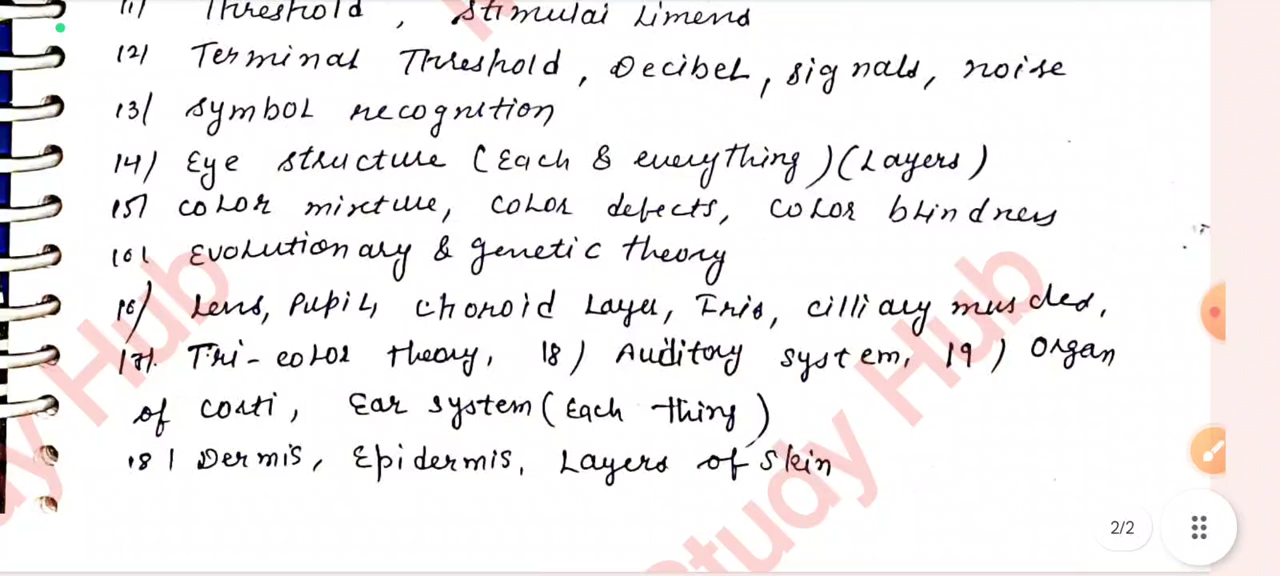 11) Threshold, Stimulai Limens
12) Terminal Threshold, Decibel, signals, noise
13) symbol recognition
14) Eye structure (Each & everything) (Layers)
15) color mixture, color defects, color blindness
16) Evolutionary & genetic theory
16) Lens, Pupil, choroid Layer, Iris, cilliary muscles,
17). Tri-color theory, 18) Auditory system, 19) Organ
of corti, Ear system (Each thing)
18) Dermis, Epidermis, Layers of skin
Study Hub
2/2